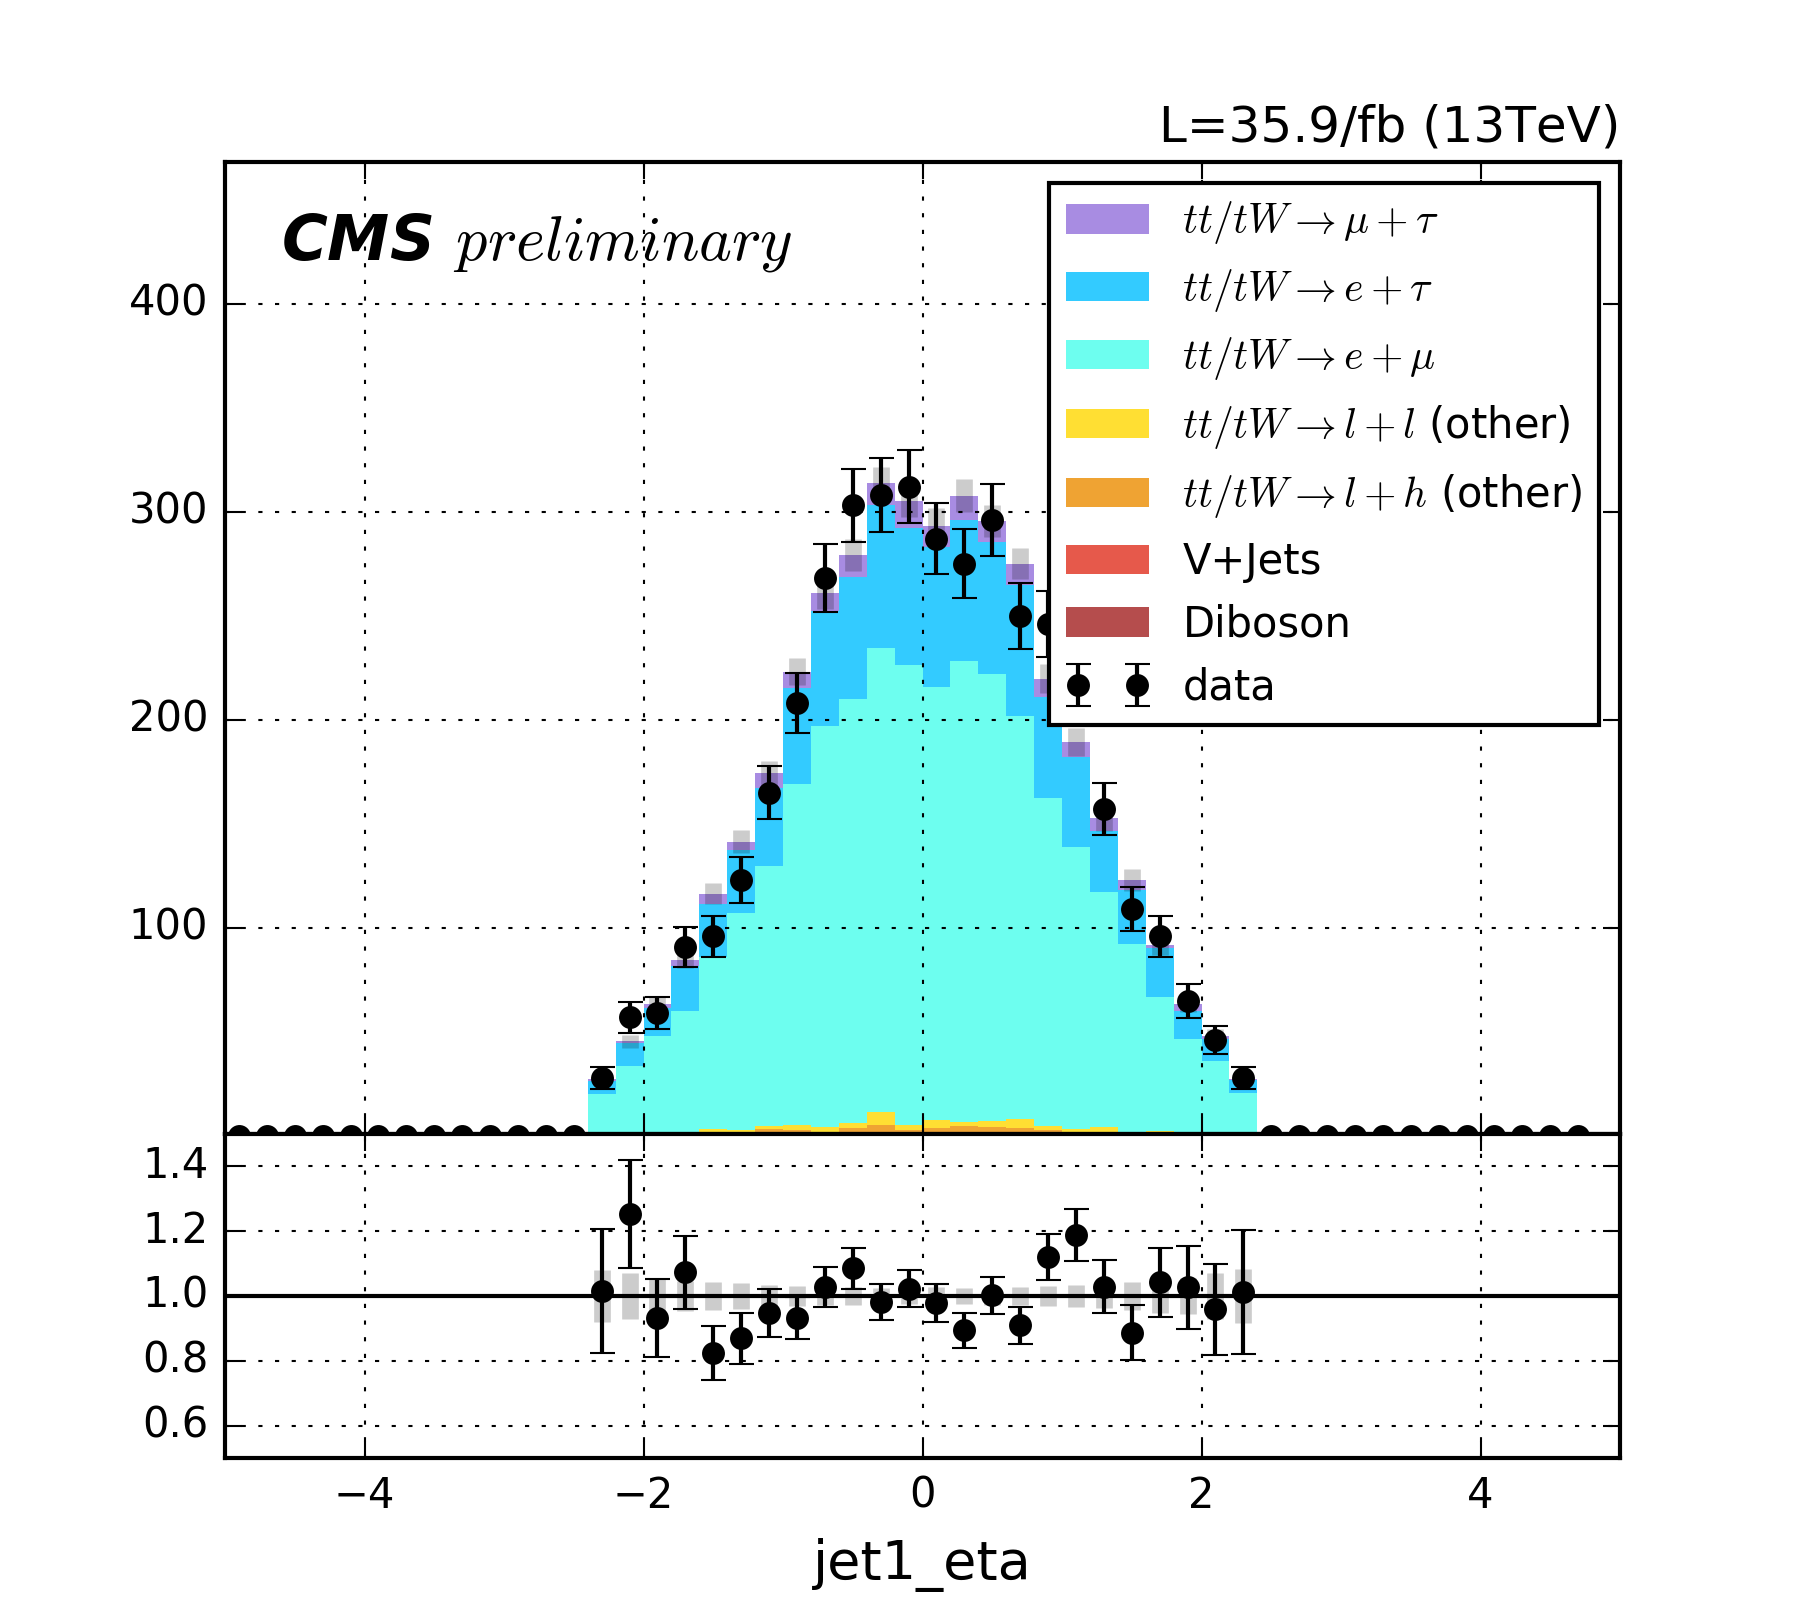 L=35.9/fb (13TeV)
CMS preliminary
tt/tW→μ+τ
tt/tW→e+τ
tt/tW→e+μ
tt/tW→l+l (other)
tt/tW→l+h (other)
V+Jets
Diboson
data
400
300
200
100
1.4
1.2
1.0
0.8
0.6
−4 −2 0 2 4
jet1_eta